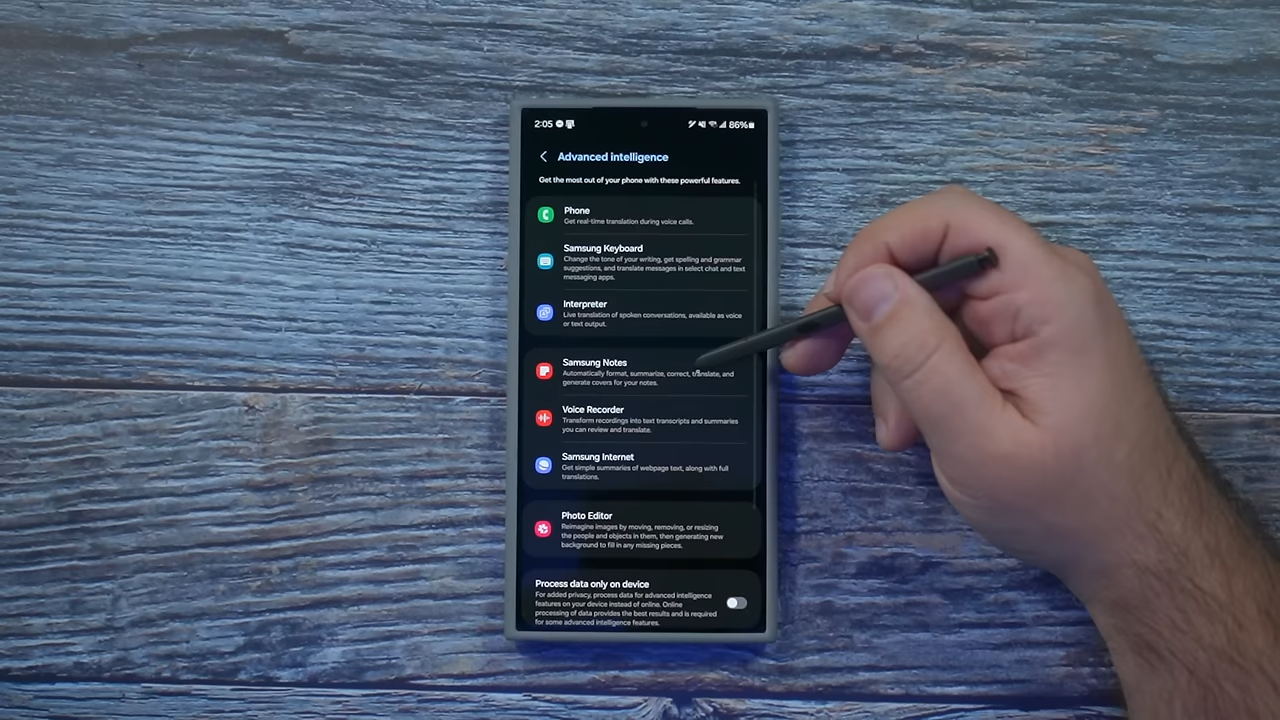 2:05 86%
Advanced intelligence
Get the most out of your phone with these powerful features.
Phone
Get real-time translation during voice calls.
Samsung Keyboard
Change the tone of your writing, get spelling and grammar
suggestions, and translate messages in select chat and text
messaging apps.
Interpreter
Live translation of spoken conversations, available as voice
or text output.
Samsung Notes
Automatically format, summarize, correct, translate, and
generate covers for your notes.
Voice Recorder
Transform recordings into text transcripts and summaries
you can review and translate.
Samsung Internet
Get simple summaries of webpage text, along with full
translations.
Photo Editor
Reimagine images by moving, removing, or resizing
the people and objects in them, then generating new
background to fill in any missing pieces.
Process data only on device
For added privacy, process data for advanced intelligence
features on your device instead of online. Online
processing of data provides the best results and is required
for some advanced intelligence features.